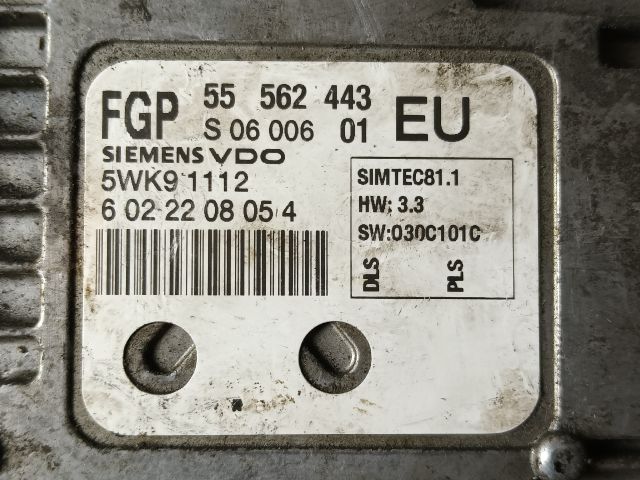 FGP 55 562 443 EU
S 06 006 01
SIEMENS VDO
5WK9 1112
6 02 22 08 05 4
SIMTEC81.1
HW: 3.3
SW:030C101C
DLS PLS